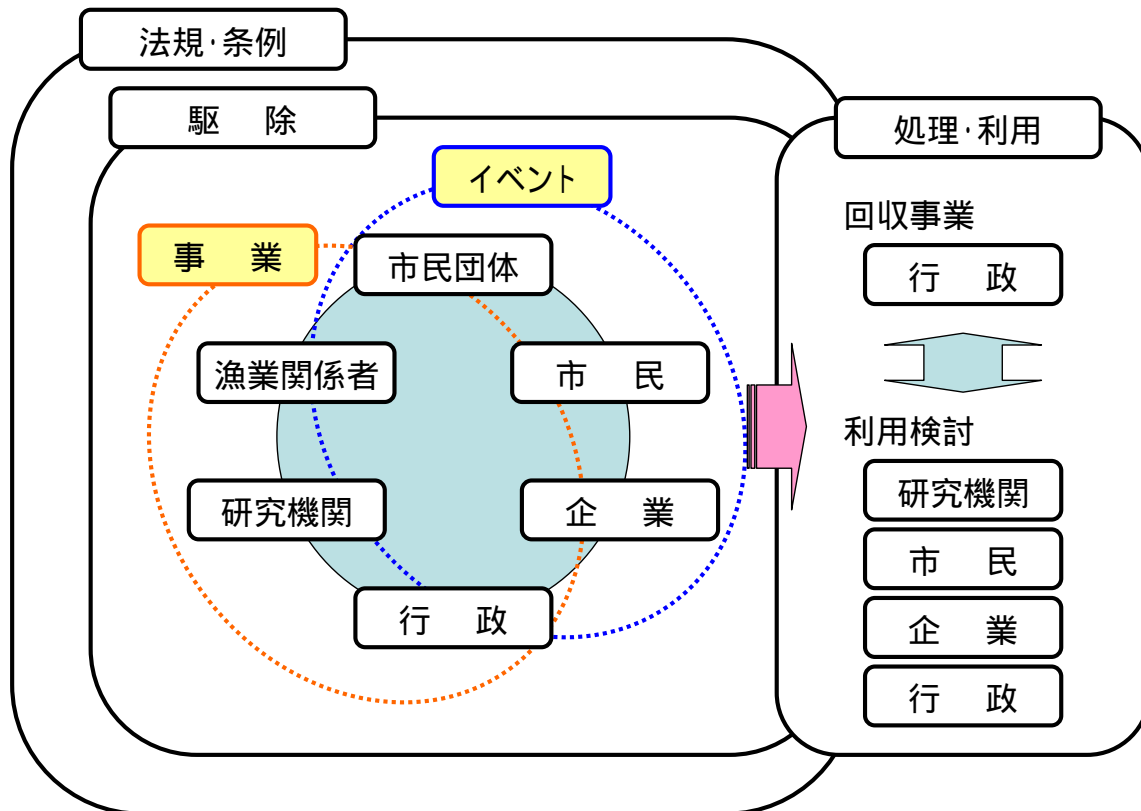 法規・条例
駆 除
イベント
事 業
市民団体
漁業関係者
市 民
研究機関
企 業
行 政
処理・利用
回収事業
行 政
利用検討
研究機関
市 民
企 業
行 政